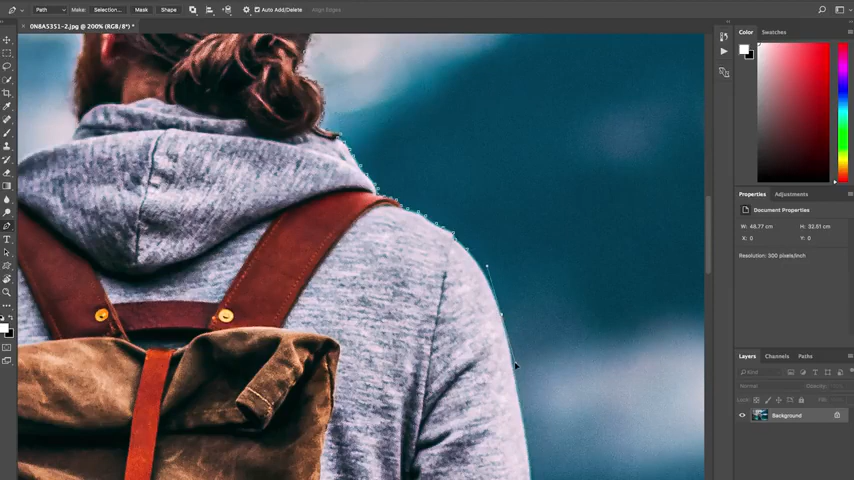 Path Make: Selection... Mask Shape Auto Add/Delete Align Edges
0N8A5351-2.jpg @ 200% (RGB/8*) *
Color Swatches
Properties Adjustments
Document Properties
W: 48.77 cm H: 32.51 cm
X: 0 Y: 0
Resolution: 300 pixels/inch
Layers Channels Paths
Kind
Normal Opacity:
Lock: Fill:
Background